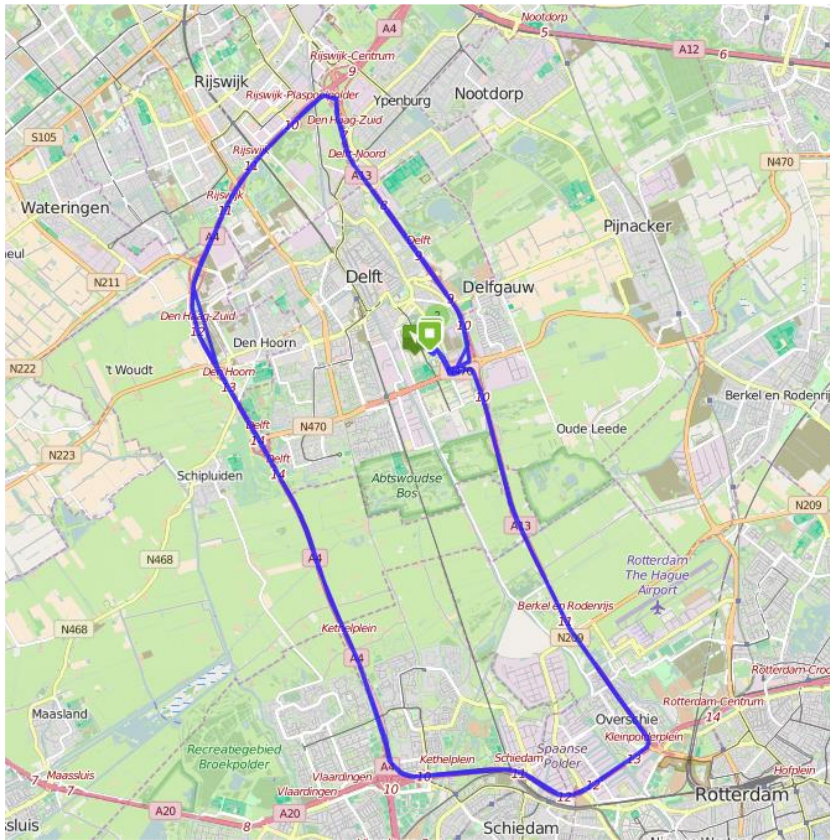 Nootdorp
5
A4
A12
6
Rijswijk-Centrum
9
Rijswijk
Rijswijk-Plaspoelpolder
Ypenburg
Nootdorp
Den Haag-Zuid
7
10
S105
Rijswijk
11
Delft-Noord
A13
N470
Rijswijk
11
8
Wateringen
Pijnacker
A4
Delft
9
Delft
N211
Delfgauw
9
10
Den Haag-Zuid
12
Den Hoorn
't Woudt
N222
Den Hoorn
13
10
Berkel en Rodenrijs
N470
Delft
14
Oude Leede
N223
Delft
14
Schipluiden
Abtswoudse
Bos
N209
A13
N468
A4
Rotterdam
The Hague
Airport
Berkel en Rodenrijs
11
Kethelplein
N468
N209
A4
Rotterdam-Centrum
14
Maasland
Overschie
Kleinpolderplein
13
Recreatiegebied
Broekpolder
Kethelplein
10
Schiedam
11
Spaanse
Polder
A4
Maassluis
7
7
Vlaardingen
10
Vlaardingen
12
12
Hofplein
Rotterdam
8
A20
A20
Schiedam